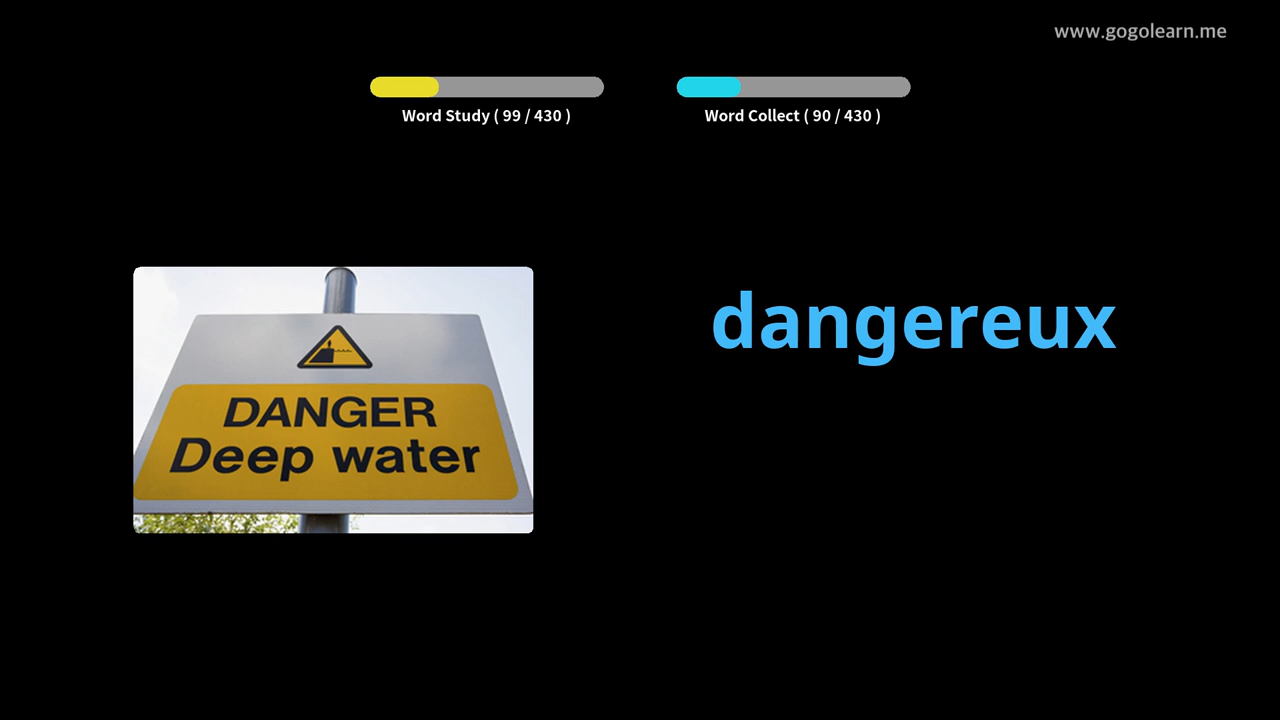 www.gogolearn.me
Word Study ( 99 / 430 )
Word Collect ( 90 / 430 )
dangereux
DANGER
Deep water